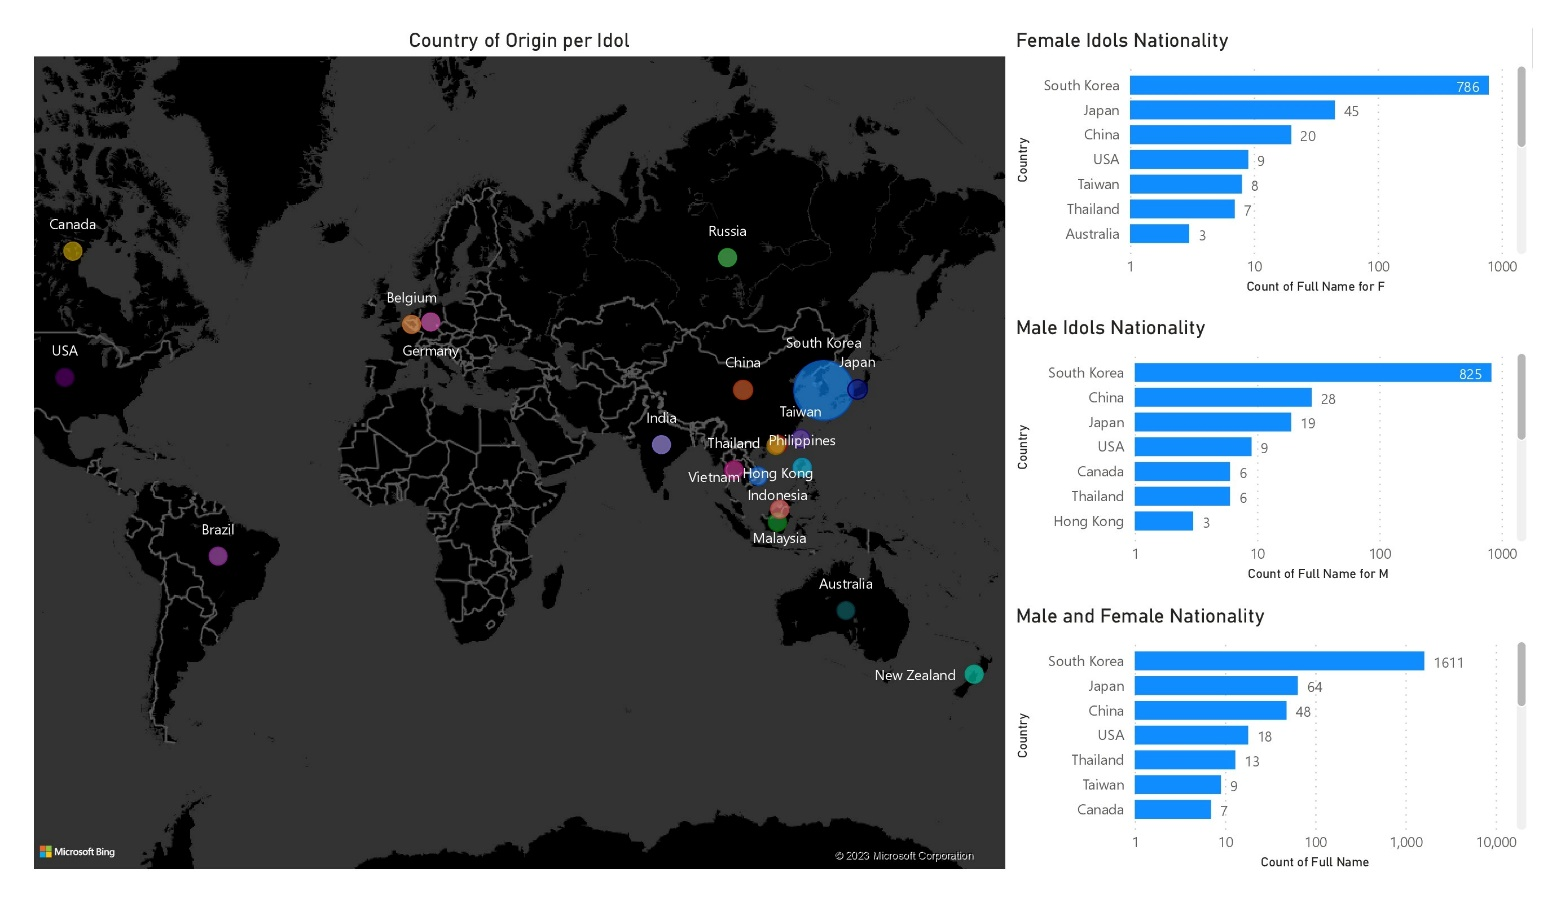 Country of Origin per Idol
Canada
Russia
Belgium
Germany
USA
South Korea
China
Japan
Taiwan
India
Thailand
Philippines
Vietnam
Hong Kong
Indonesia
Malaysia
Brazil
Australia
New Zealand
Microsoft Bing
© 2023 Microsoft Corporation
Female Idols Nationality
Country
South Korea 786
Japan 45
China 20
USA 9
Taiwan 8
Thailand 7
Australia 3
1 10 100 1000
Count of Full Name for F
Male Idols Nationality
Country
South Korea 825
China 28
Japan 19
USA 9
Canada 6
Thailand 6
Hong Kong 3
1 10 100 1000
Count of Full Name for M
Male and Female Nationality
Country
South Korea 1611
Japan 64
China 48
USA 18
Thailand 13
Taiwan 9
Canada 7
1 10 100 1,000 10,000
Count of Full Name